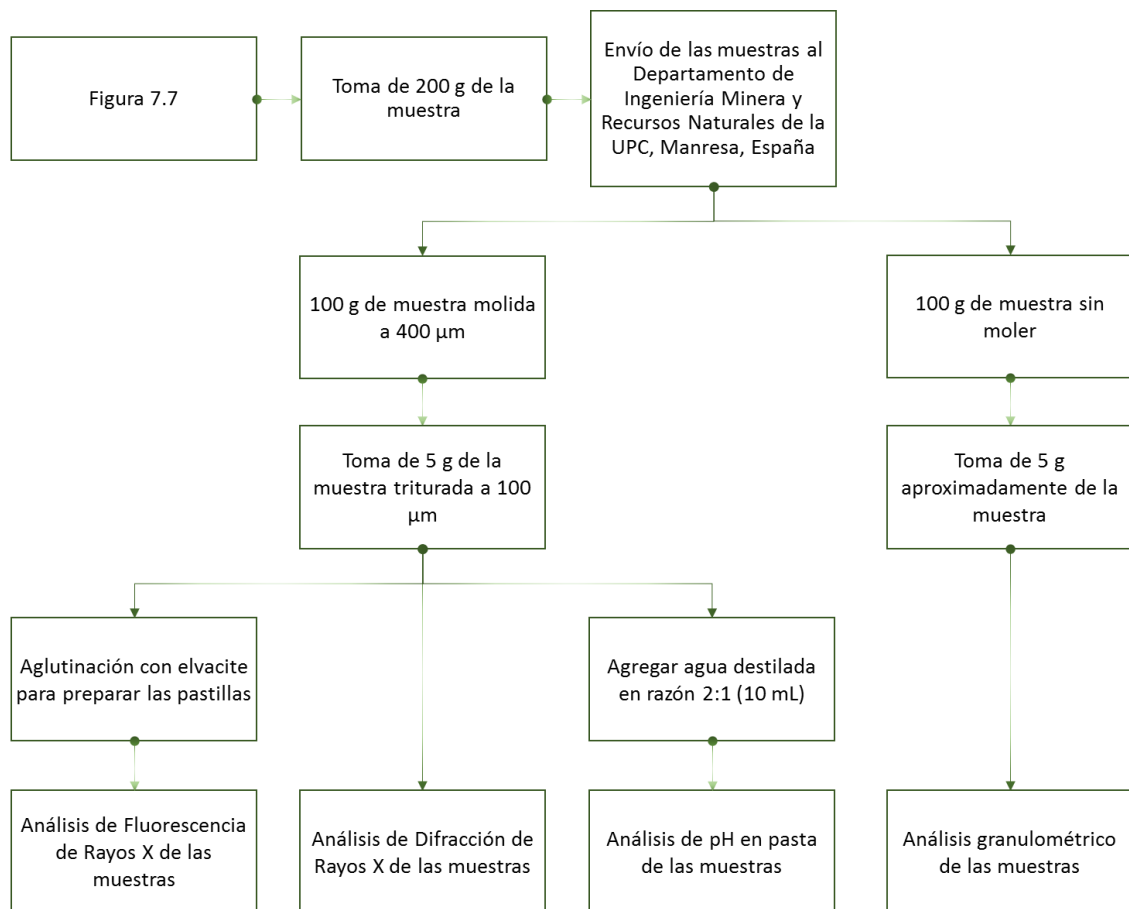 Figura 7.7
Toma de 200 g de la
muestra
Envío de las muestras al
Departamento de
Ingeniería Minera y
Recursos Naturales de la
UPC, Manresa, España
100 g de muestra molida
a 400 µm
100 g de muestra sin
moler
Toma de 5 g de la
muestra triturada a 100
µm
Toma de 5 g
aproximadamente de la
muestra
Aglutinación con elvacite
para preparar las pastillas
Agregar agua destilada
en razón 2:1 (10 mL)
Análisis de Fluorescencia
de Rayos X de las
muestras
Análisis de Difracción de
Rayos X de las muestras
Análisis de pH en pasta
de las muestras
Análisis granulométrico
de las muestras